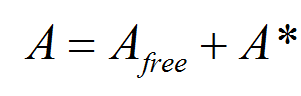 A = A_free + A*